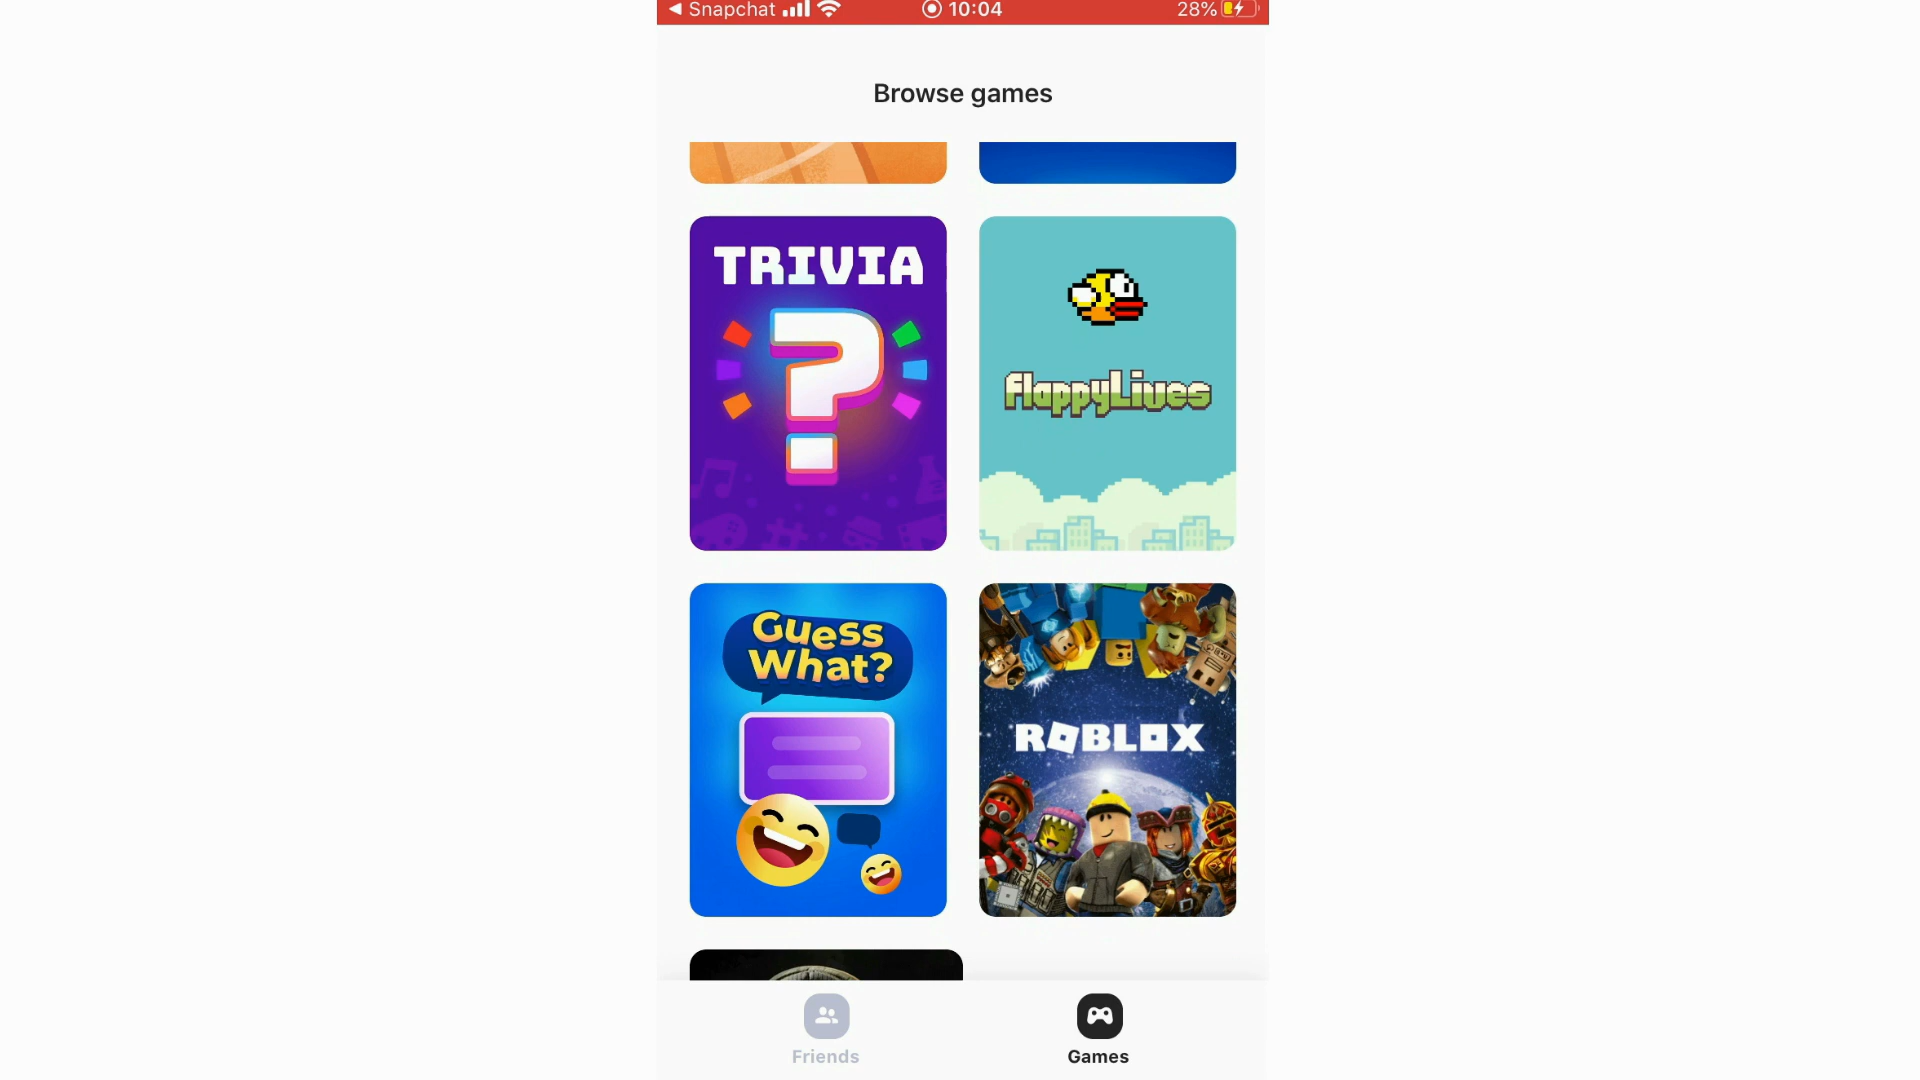 Snapchat 10:04 28%
Browse games
TRIVIA
?
flappyLives
Guess
What?
ROBLOX
Friends
Games